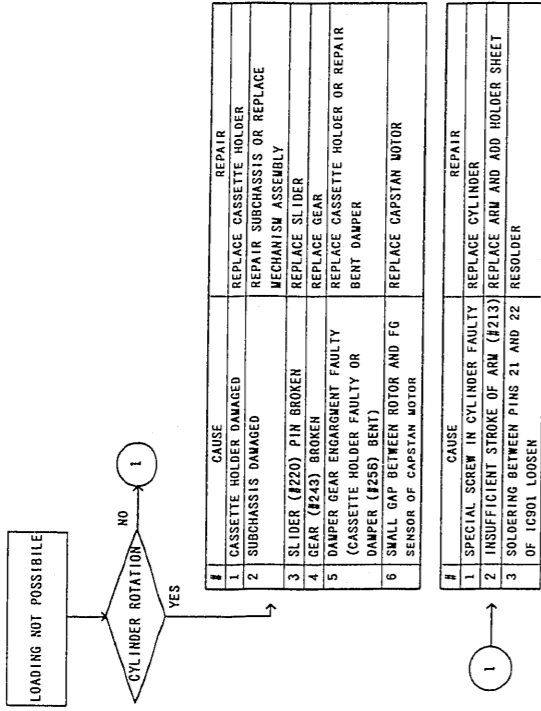 LOADING NOT POSSIBILE
CYLINDER ROTATION
NO
1
YES
# CAUSE REPAIR
1 CASSETTE HOLDER DAMAGED REPLACE CASSETTE HOLDER
2 SUBCHASSIS DAMAGED REPAIR SUBCHASSIS OR REPLACE
MECHANISM ASSEMBLY
3 SLIDER (#220) PIN BROKEN REPLACE SLIDER
4 GEAR (#243) BROKEN REPLACE GEAR
5 DAMPER GEAR ENGARGMENT FAULTY REPLACE CASSETTE HOLDER OR REPAIR
(CASSETTE HOLDER FAULTY OR BENT DAMPER
DAMPER (#256) BENT)
6 SMALL GAP BETWEEN ROTOR AND FG REPLACE CAPSTAN MOTOR
SENSOR OF CAPSTAN MOTOR
1
# CAUSE REPAIR
1 SPECIAL SCREW IN CYLINDER FAULTY REPLACE CYLINDER
2 INSUFFICIENT STROKE OF ARM (#213) REPLACE ARM AND ADD HOLDER SHEET
3 SOLDERING BETWEEN PINS 21 AND 22 RESOLDER
OF IC901 LOOSEN